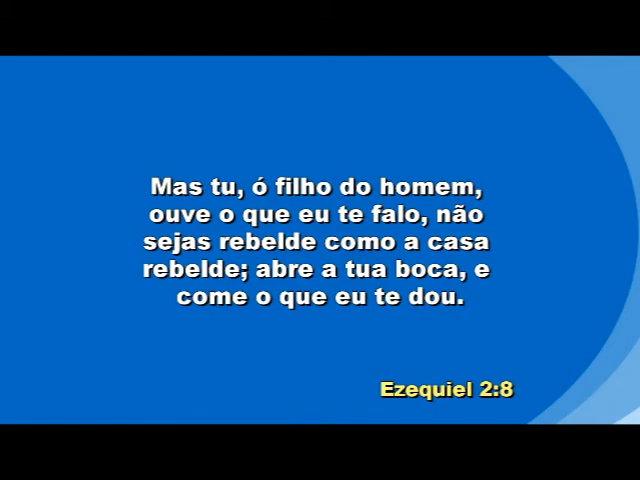 Mas tu, ó filho do homem,
ouve o que eu te falo, não
sejas rebelde como a casa
rebelde; abre a tua boca, e
come o que eu te dou.
Ezequiel 2:8